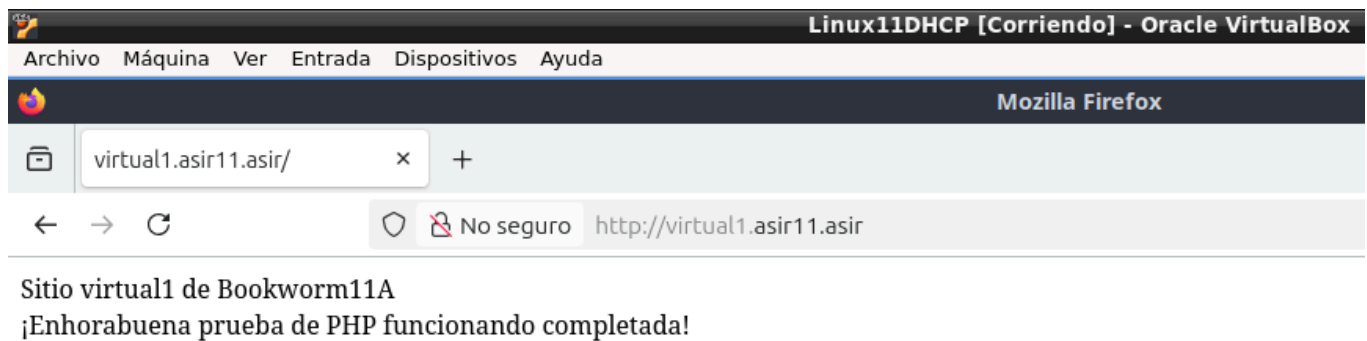 Linux11DHCP [Corriendo] - Oracle VirtualBox
Archivo Máquina Ver Entrada Dispositivos Ayuda
Mozilla Firefox
virtual1.asir11.asir/
No seguro http://virtual1.asir11.asir
Sitio virtual1 de Bookworm11A
¡Enhorabuena prueba de PHP funcionando completada!